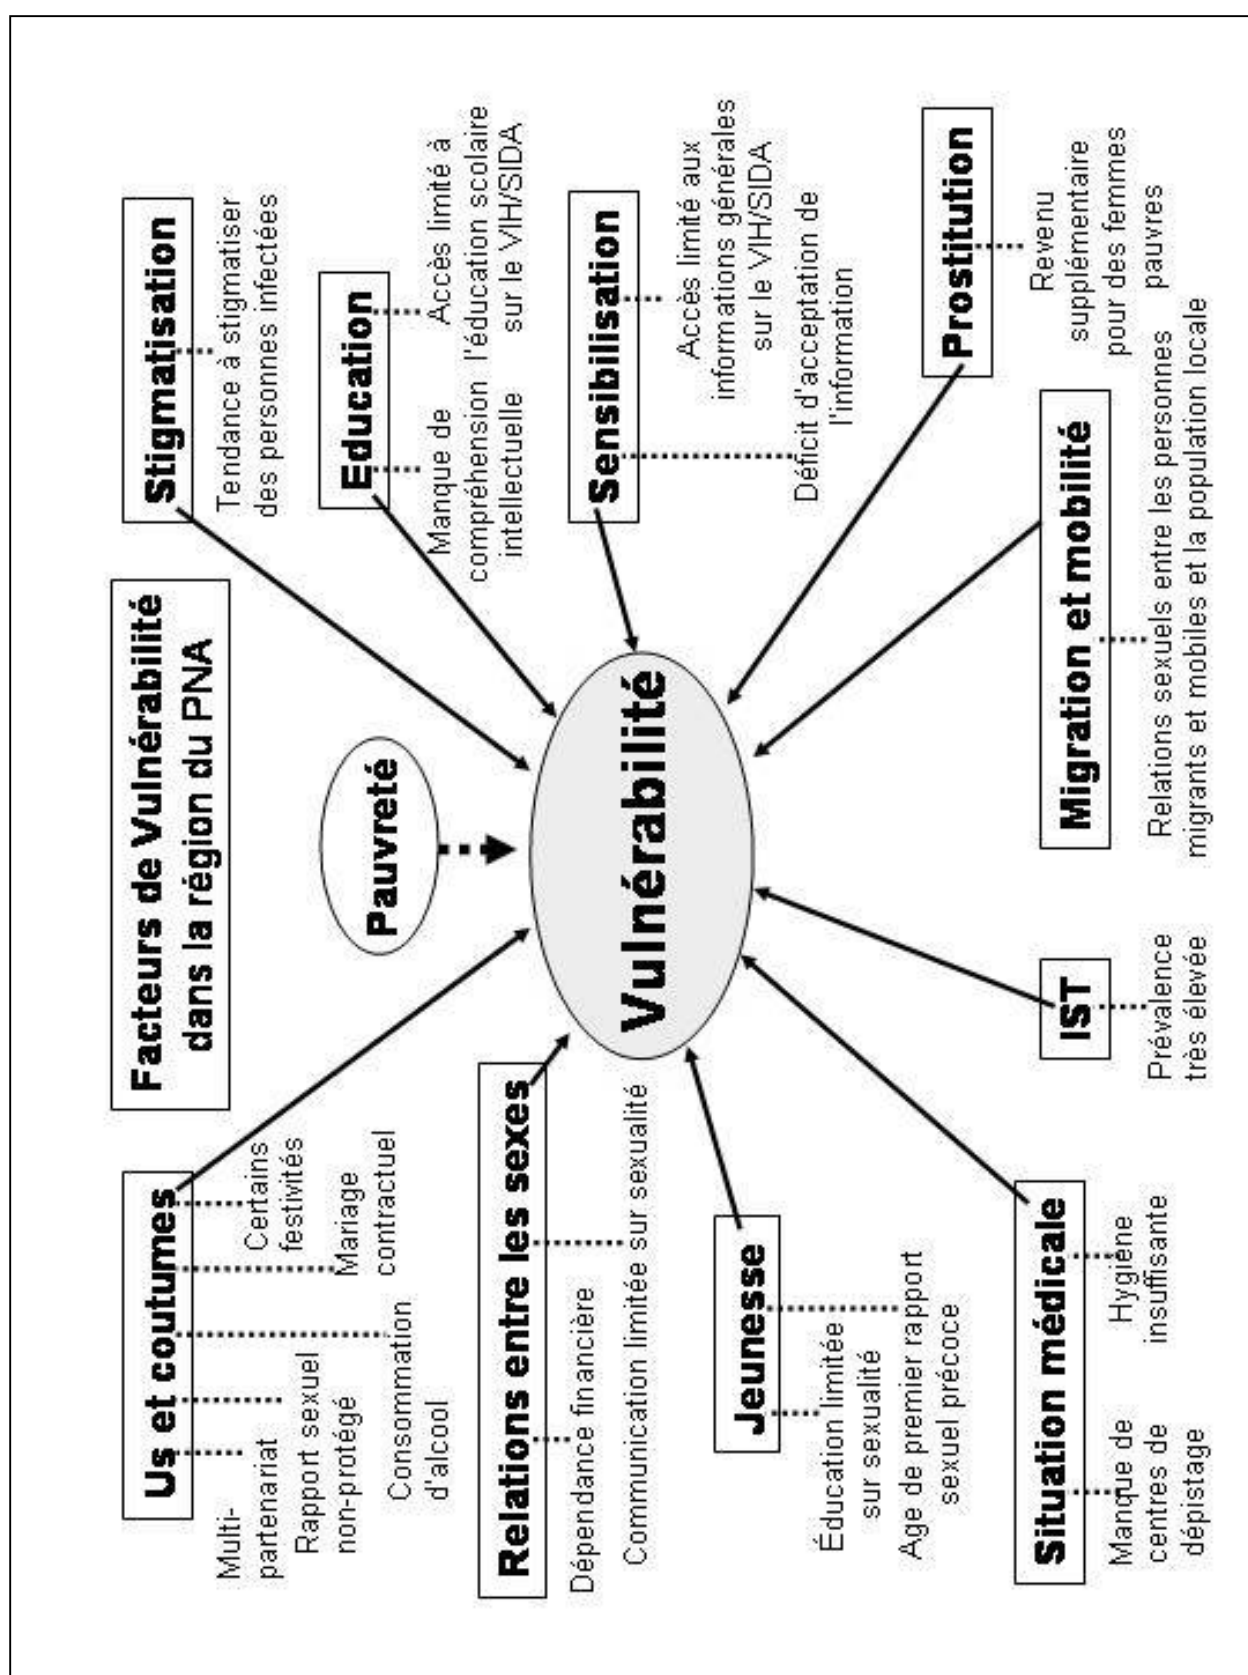 Facteurs de Vulnérabilité
dans la région du PNA
Us et coutumes
Multi-
partenariat
Rapport sexuel
non-protégé
Consommation
d'alcool
Mariage
contractuel
Certains
festivités
Pauvreté
Stigmatisation
Tendance à stigmatiser
des personnes infectées
Education
Manque de
compréhension
intellectuelle
Accès limité à
l'éducation scolaire
sur le VIH/SIDA
Relations entre les sexes
Dépendance financière
Communication limitée sur sexualité
Vulnérabilité
Sensibilisation
Accès limité aux
informations générales
sur le VIH/SIDA
Déficit d'acceptation de
l'information
Jeunesse
Éducation limitée
sur sexualité
Age de premier rapport
sexuel précoce
Prostitution
Revenu
supplémentaire
pour des femmes
pauvres
Situation médicale
Manque de
centres de
dépistage
Hygiène
insuffisante
IST
Prévalence
très élevée
Migration et mobilité
Relations sexuels entre les personnes
migrants et mobiles et la population locale